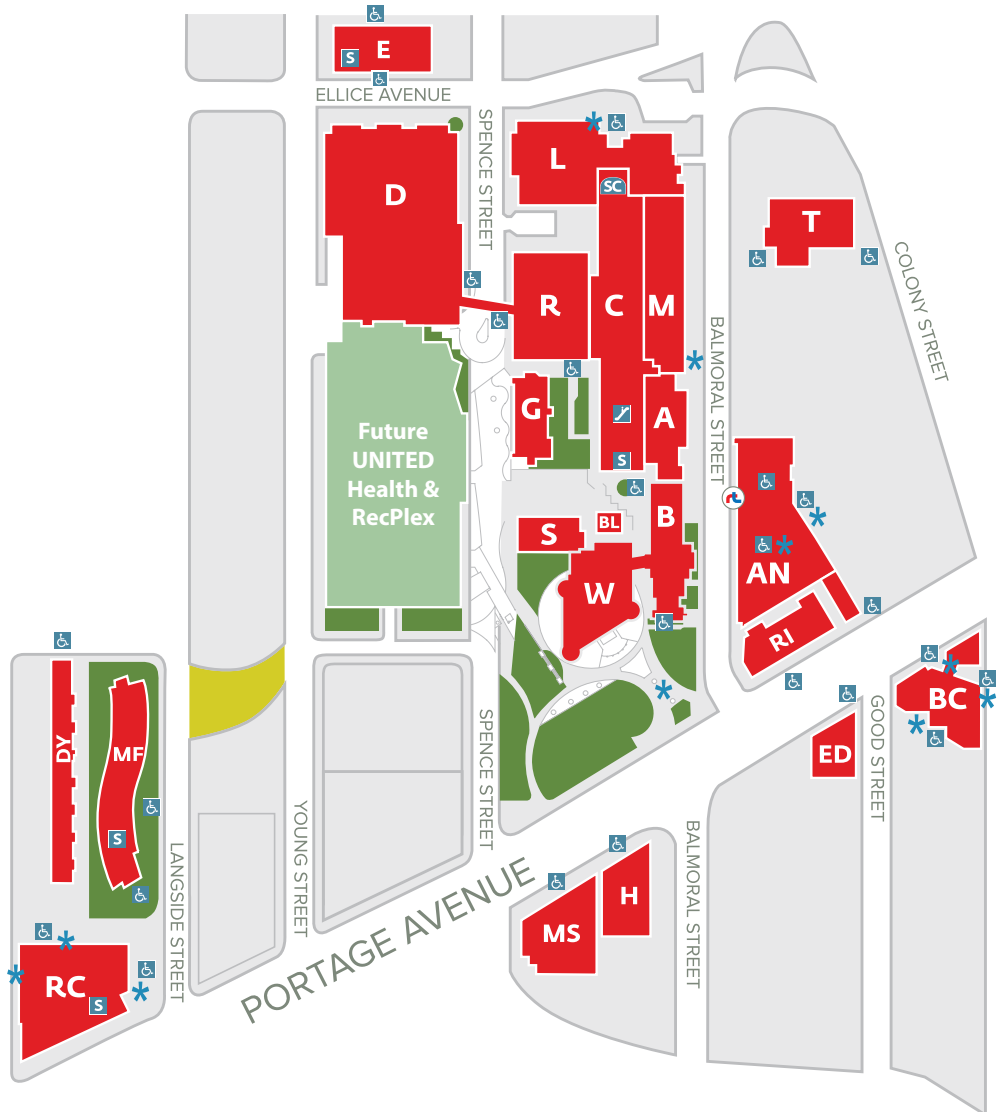 E
S
ELLICE AVENUE
SPENCE STREET
L
SC
D
T
COLONY STREET
R
C
M
BALMORAL STREET
G
A
S
Future
UNITED
Health &
RecPlex
S
BL
B
t
W
AN
RI
BC
DY
MF
S
SPENCE STREET
ED
GOOD STREET
YOUNG STREET
LANGSIDE STREET
PORTAGE AVENUE
BALMORAL STREET
H
MS
RC
S